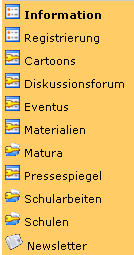 Information
Registrierung
Cartoons
Diskussionsforum
Eventus
Materialien
Matura
Pressespiegel
Schularbeiten
Schulen
Newsletter